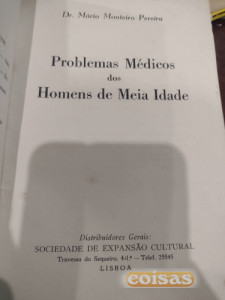 Dr. Mário Monteiro Pereira
Problemas Médicos
dos
Homens de Meia Idade
Distribuidores Gerais:
SOCIEDADE DE EXPANSÃO CULTURAL
Travessa do Sequeiro, 4-1.º — Telef. 25545
LISBOA
coisas